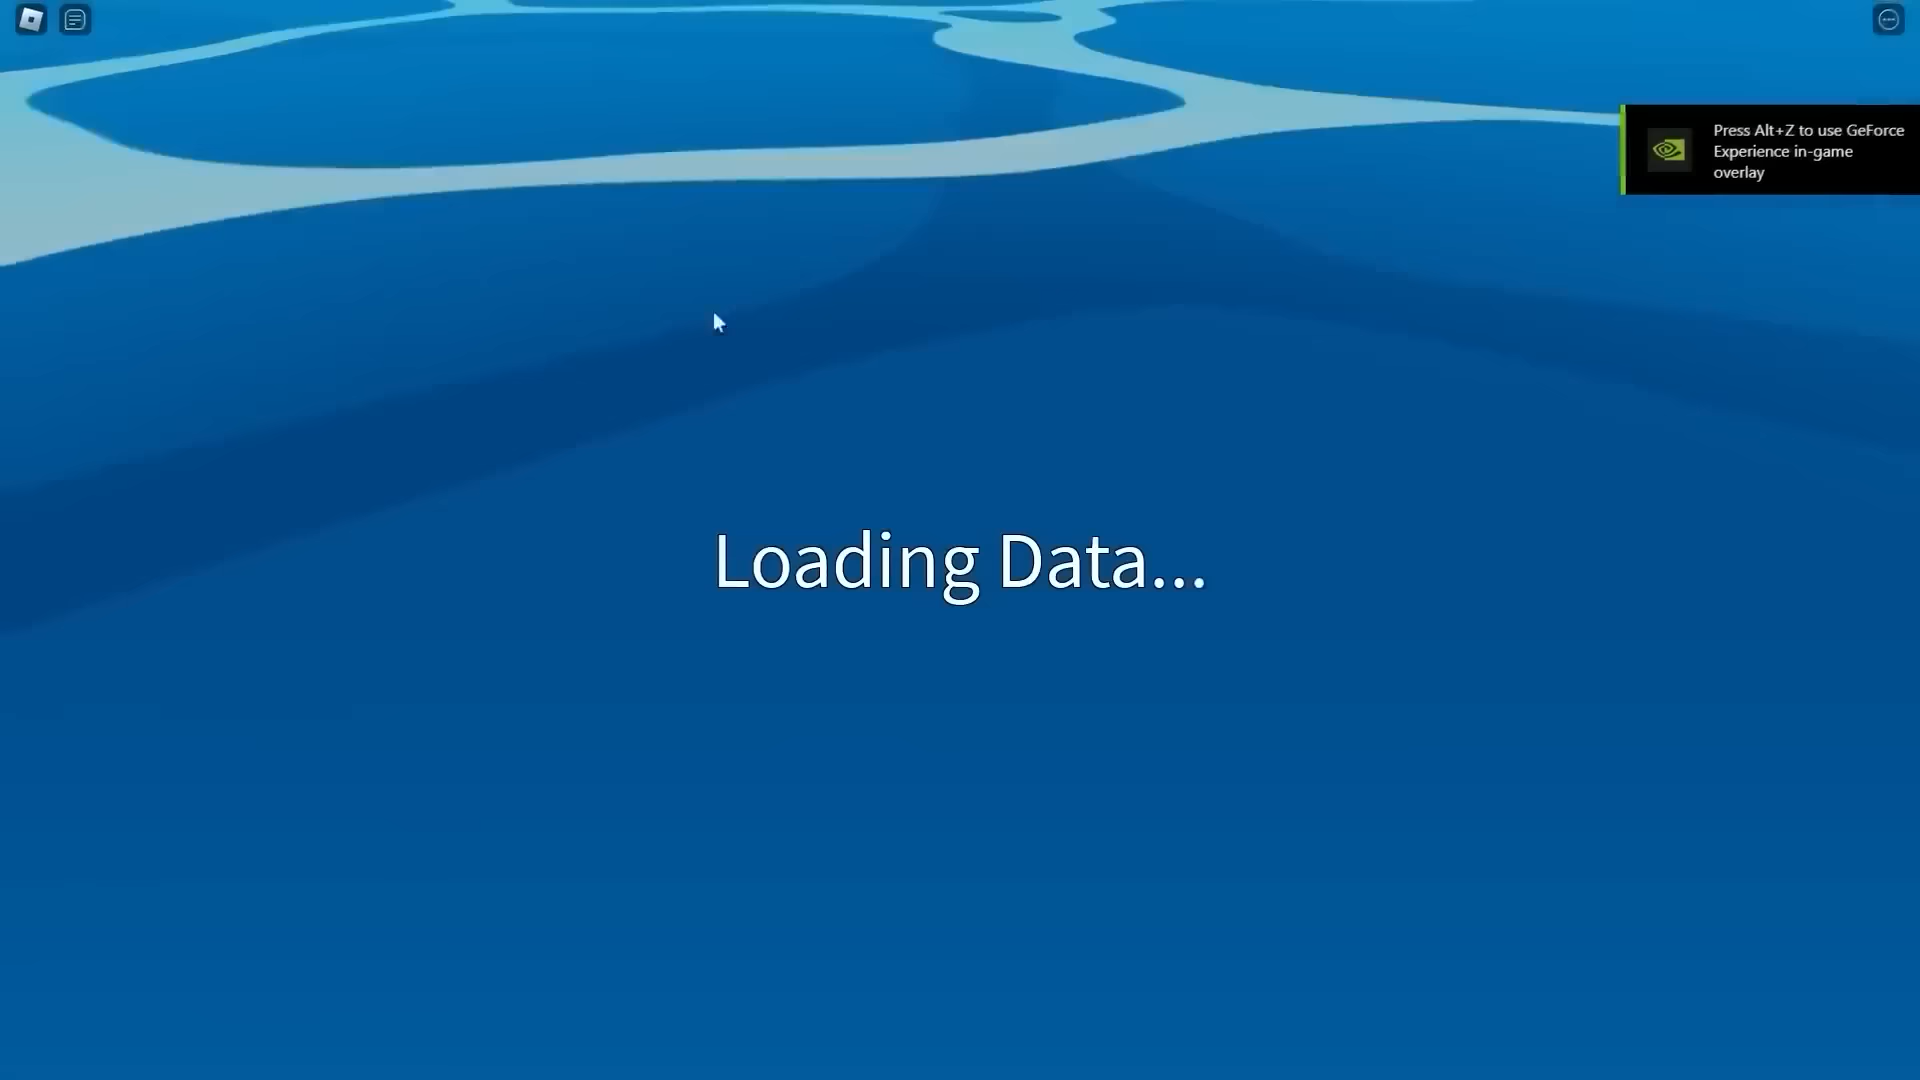 Press Alt+Z to use GeForce
Experience in-game
overlay
Loading Data...